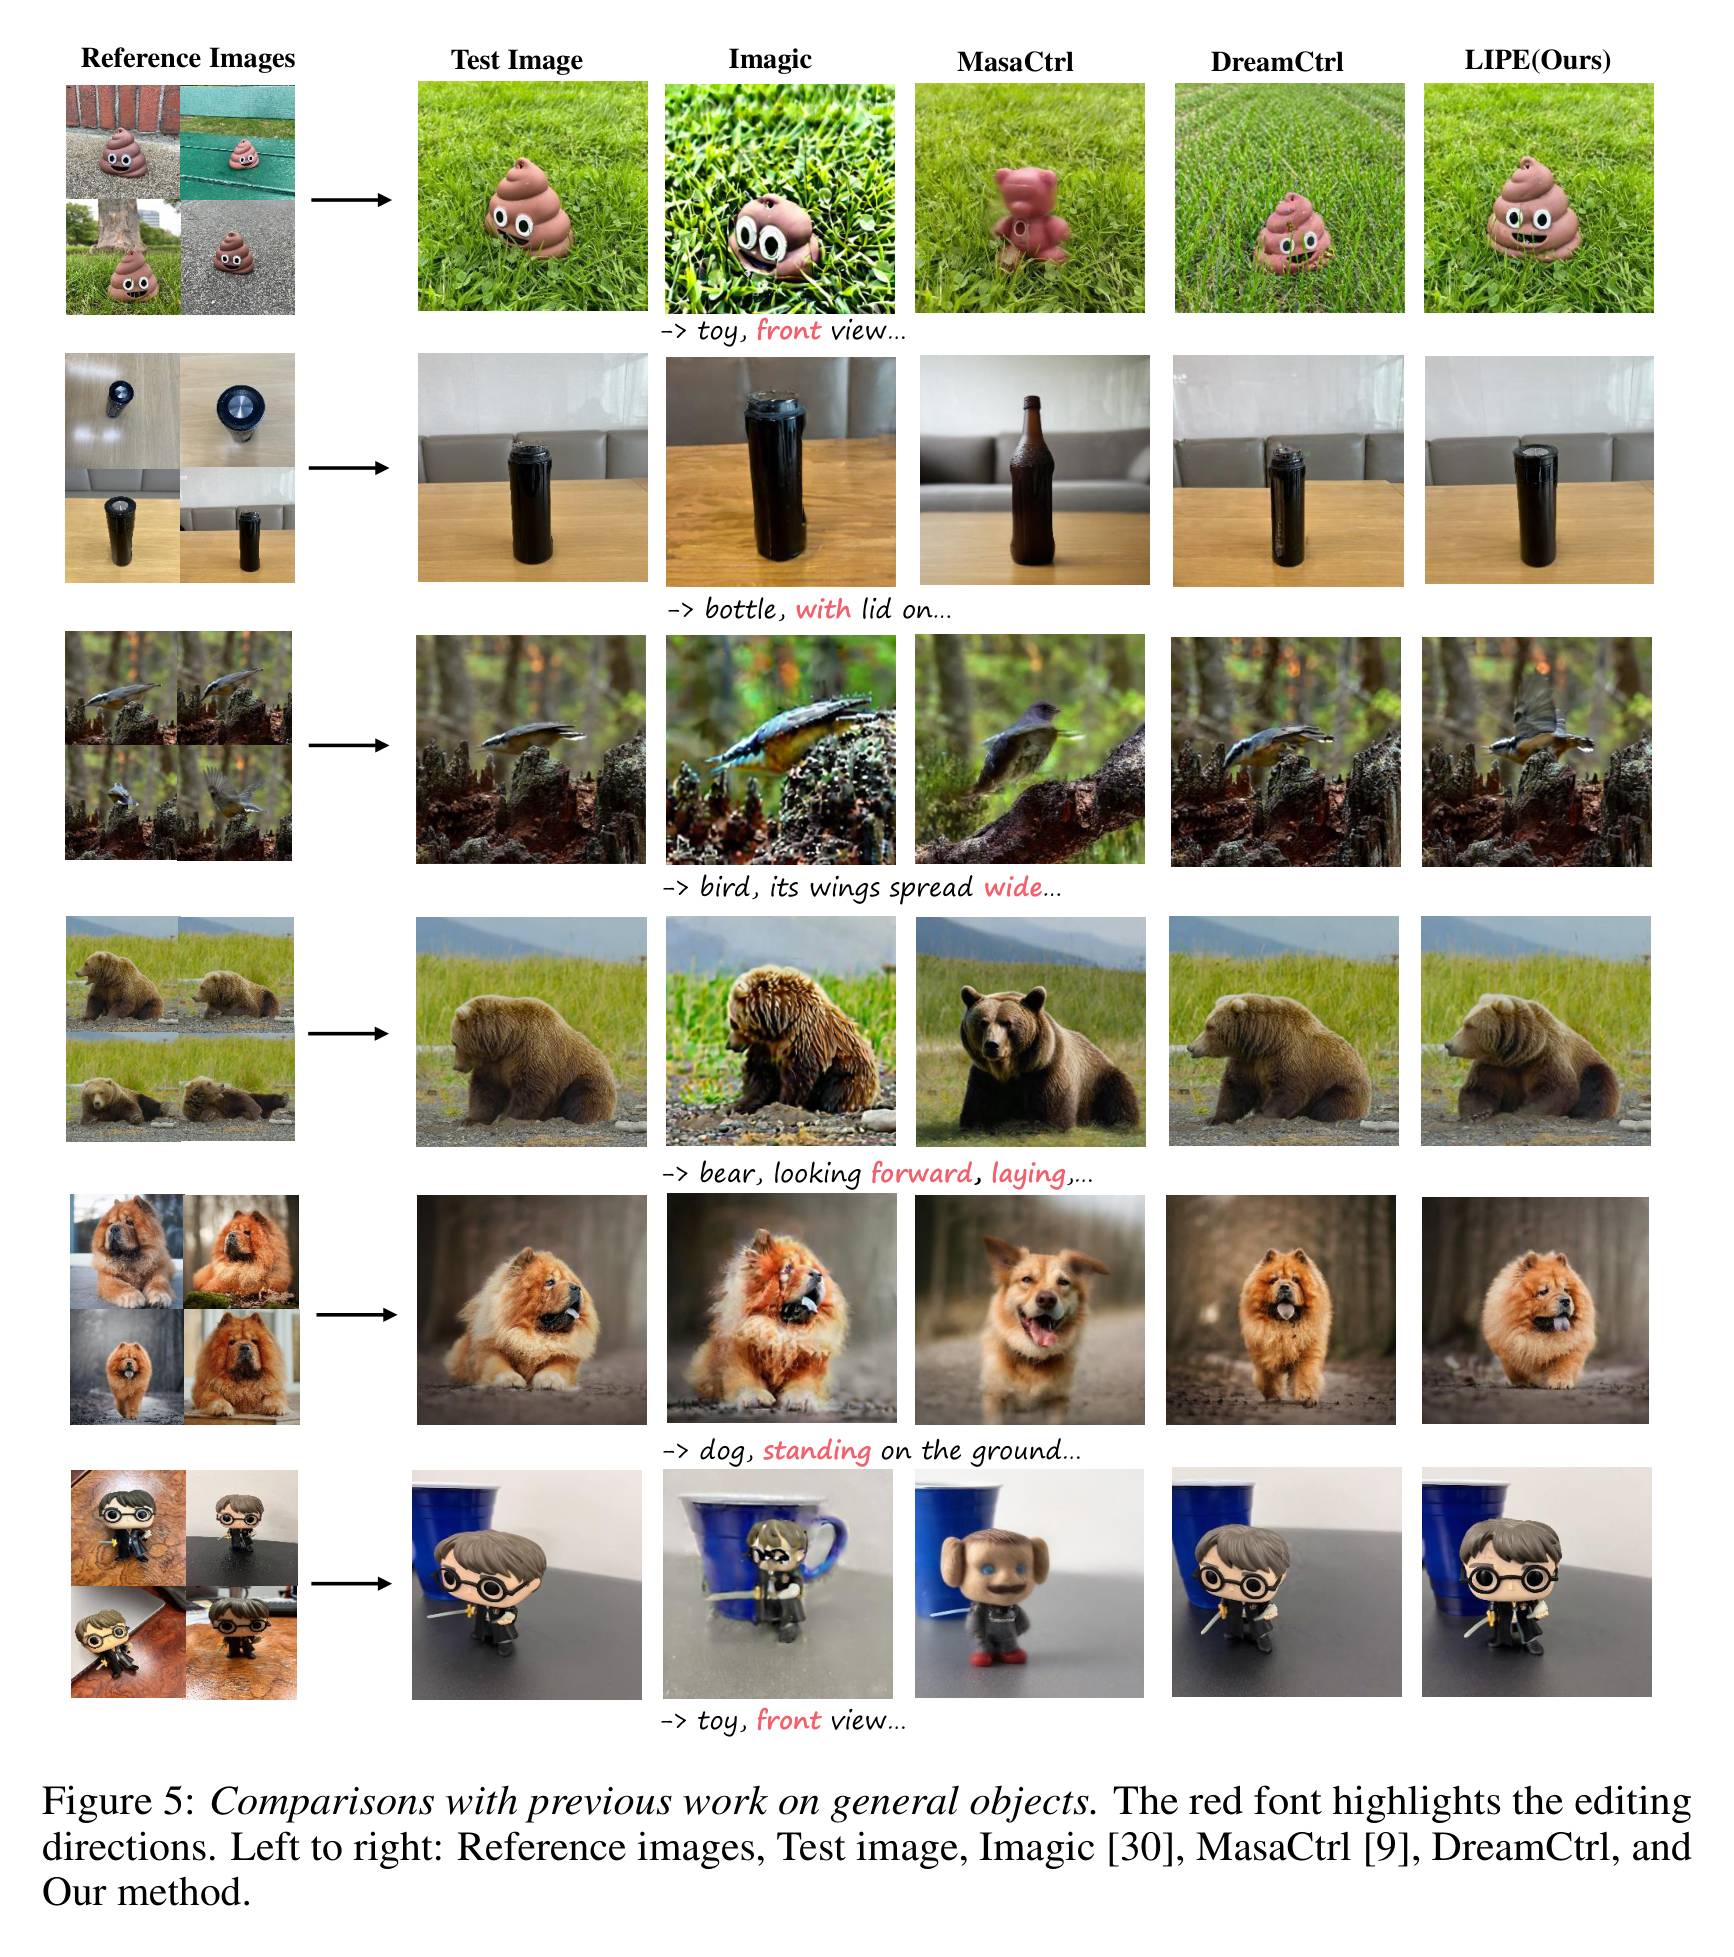 Reference Images
Test Image
Imagic
MasaCtrl
DreamCtrl
LIPE(Ours)
-> toy, front view...
-> bottle, with lid on...
-> bird, its wings spread wide...
-> bear, looking forward, laying,...
-> dog, standing on the ground...
-> toy, front view...
Figure 5: Comparisons with previous work on general objects. The red font highlights the editing
directions. Left to right: Reference images, Test image, Imagic [30], MasaCtrl [9], DreamCtrl, and
Our method.